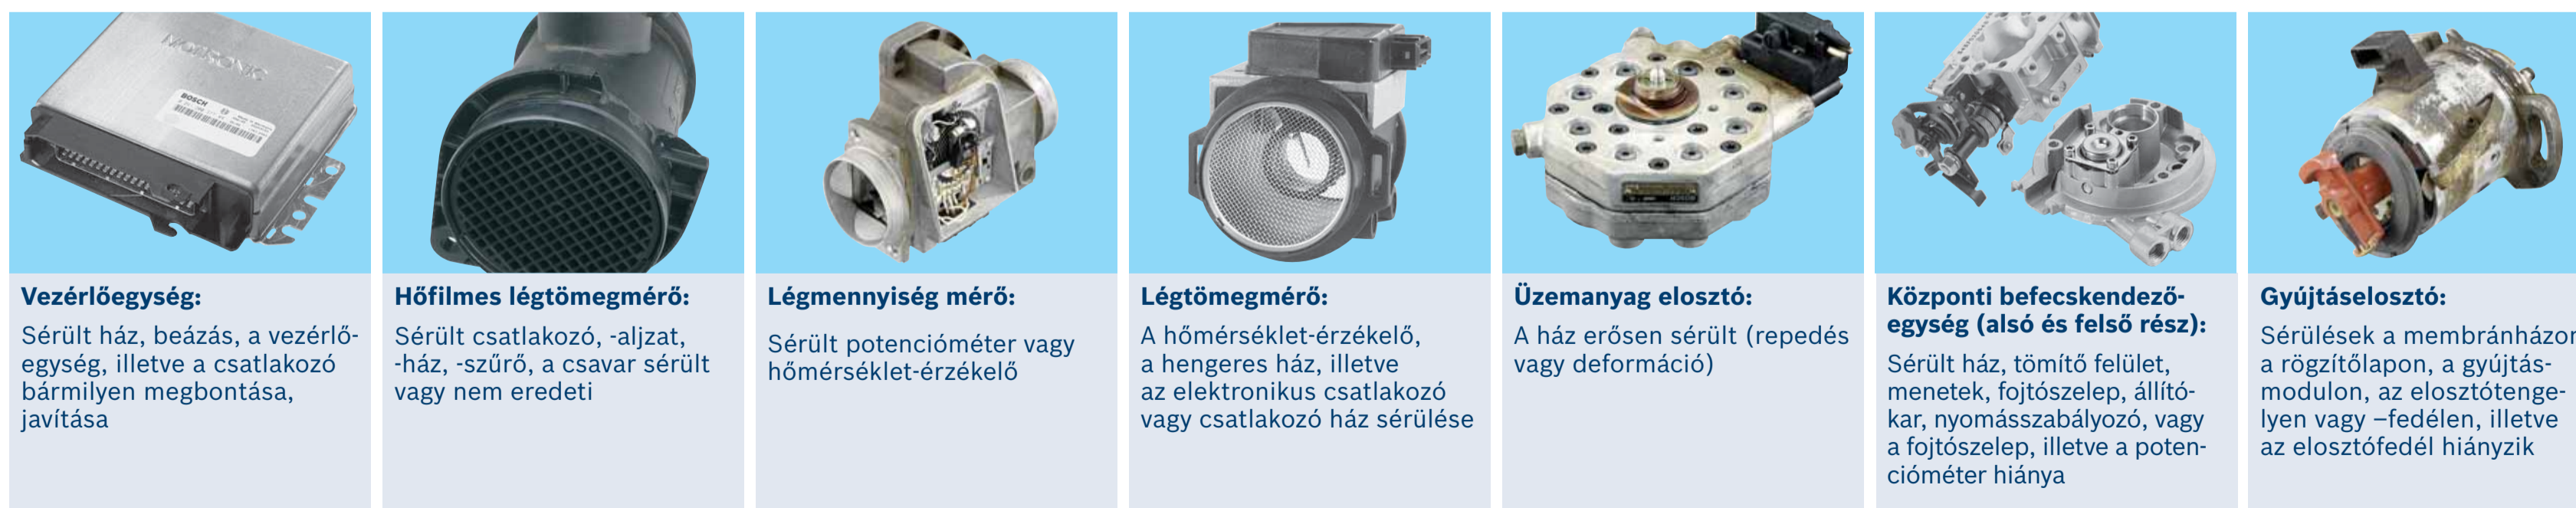 MOTRONIC
BOSCH
Vezérlőegység:
Sérült ház, beázás, a vezérlő-
egység, illetve a csatlakozó
bármilyen megbontása,
javítása
Hőfilmes légtömegmérő:
Sérült csatlakozó, -aljzat,
-ház, -szűrő, a csavar sérült
vagy nem eredeti
Légmennyiség mérő:
Sérült potencióméter vagy
hőmérséklet-érzékelő
Légtömegmérő:
A hőmérséklet-érzékelő,
a hengeres ház, illetve
az elektronikus csatlakozó
vagy csatlakozó ház sérülése
Üzemanyag elosztó:
A ház erősen sérült (repedés
vagy deformáció)
Központi befecskendező-
egység (alsó és felső rész):
Sérült ház, tömítő felület,
menetek, fojtószelep, állító-
kar, nyomásszabályozó, vagy
a fojtószelep, illetve a poten-
cióméter hiánya
Gyújtáselosztó:
Sérülések a membránházon
a rögzítőlapon, a gyújtás-
modulon, az elosztótenge-
lyen vagy –fedélen, illetve
az elosztófedél hiányzik